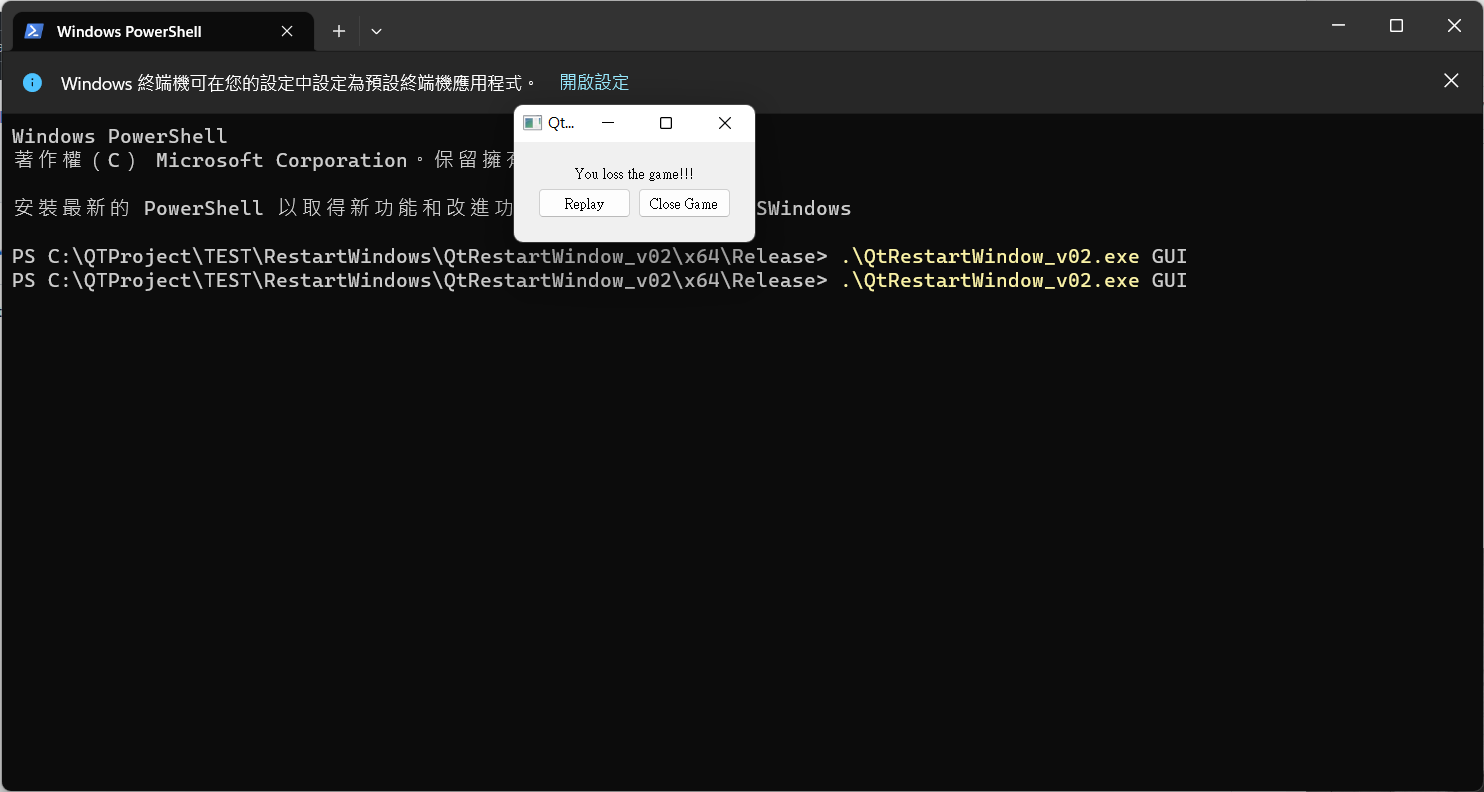 Windows PowerShell
Windows 終端機可在您的設定中設定為預設終端機應用程式。 開啟設定
Qt...
You loss the game!!!
Replay Close Game
Windows PowerShell
著作權 (C) Microsoft Corporation。保留擁
安裝最新的 PowerShell 以取得新功能和改進功 SWindows
PS C:\QTProject\TEST\RestartWindows\QtRestartWindow_v02\x64\Release> .\QtRestartWindow_v02.exe GUI
PS C:\QTProject\TEST\RestartWindows\QtRestartWindow_v02\x64\Release> .\QtRestartWindow_v02.exe GUI